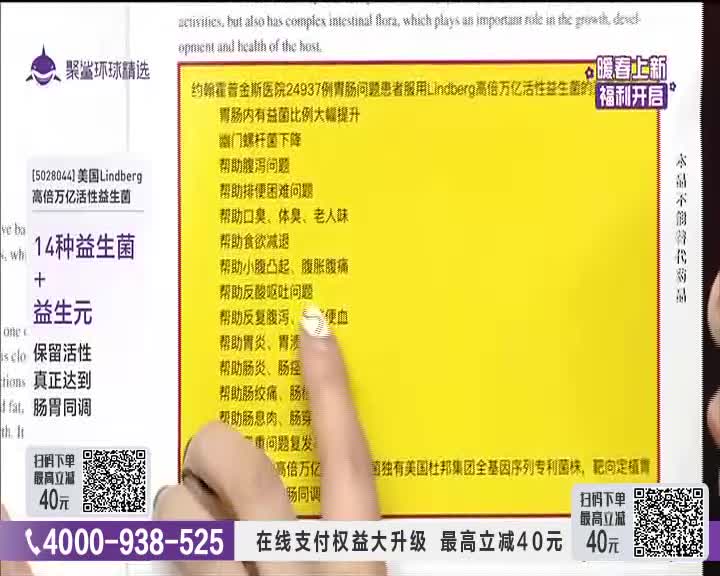 activities, but also has complex intestinal flora, which plays an important role in the growth, devel-
opment and health of the host.
聚鲨环球精选
暖春上新
福利开启
约翰霍普金斯医院24937例胃肠问题患者服用Lindberg高倍万亿活性益生菌的
胃肠内有益菌比例大幅提升
幽门螺杆菌下降
帮助腹泻问题
帮助排便困难问题
帮助口臭、体臭、老人味
帮助食欲减退
帮助小腹凸起、腹胀腹痛
帮助反酸呕吐问题
帮助反复腹泻、便血
帮助胃炎、胃溃
帮助肠炎、肠痉
帮助肠绞痛、肠
帮助肠息肉、肠穿
重问题复发
高倍万亿 菌独有美国杜邦集团全基因序列专利菌株，靶向定植胃
肠同调
[5028044] 美国Lindberg
高倍万亿活性益生菌
14种益生菌
+
益生元
保留活性
真正达到
肠胃同调
本品不能替代药品
扫码下单
最高立减
40元
扫码下单
最高立减
40元
4000-938-525
在线支付权益大升级 最高立减40元